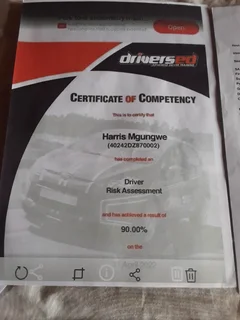 Open
driversed
CERTIFICATE OF COMPETENCY
This is to certify that
Harris Mgungwe
(40242DZ870002)
has completed an
Driver
Risk Assessment
and has achieved a result of
90.00%
on the